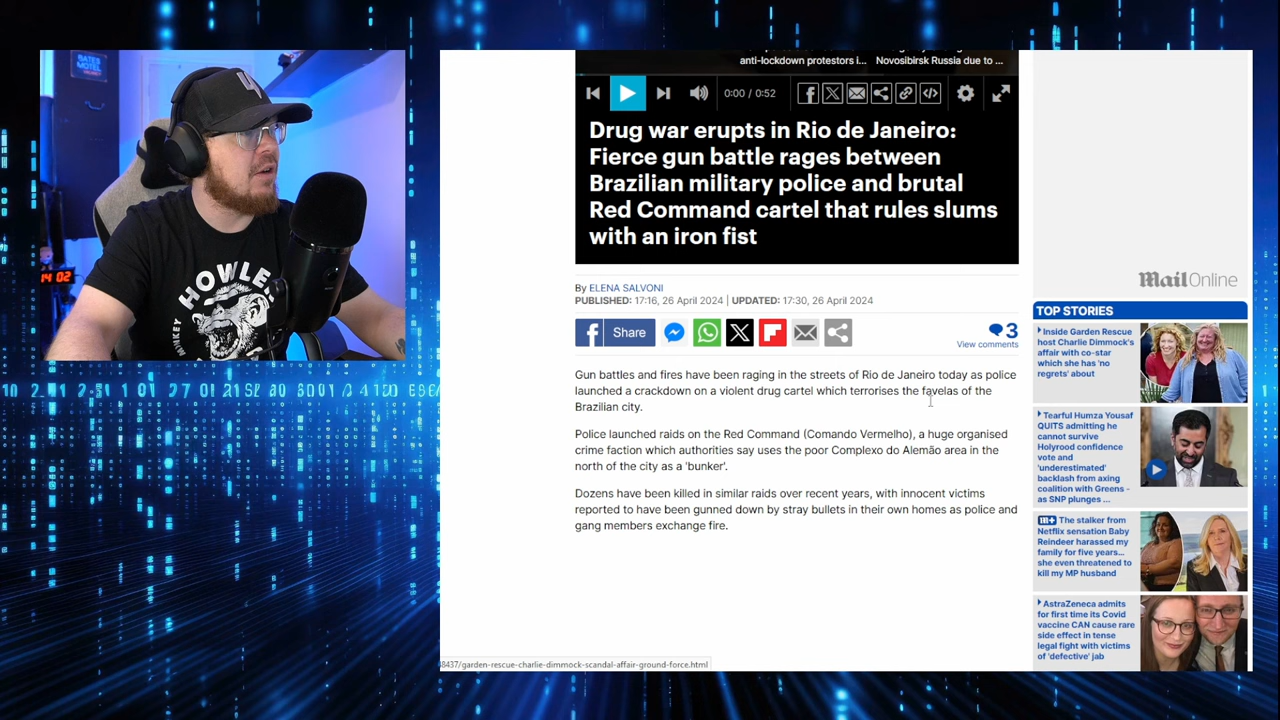 BATES
MOTEL
14 02
HOWLER
MONKEY
anti-lockdown protestors i...
Novosibirsk Russia due to ...
0:00 / 0:52
Drug war erupts in Rio de Janeiro:
Fierce gun battle rages between
Brazilian military police and brutal
Red Command cartel that rules slums
with an iron fist
By ELENA SALVONI
PUBLISHED: 17:16, 26 April 2024 | UPDATED: 17:30, 26 April 2024
Share
3
View comments
Gun battles and fires have been raging in the streets of Rio de Janeiro today as police
launched a crackdown on a violent drug cartel which terrorises the favelas of the
Brazilian city.
Police launched raids on the Red Command (Comando Vermelho), a huge organised
crime faction which authorities say uses the poor Complexo do Alemão area in the
north of the city as a 'bunker'.
Dozens have been killed in similar raids over recent years, with innocent victims
reported to have been gunned down by stray bullets in their own homes as police and
gang members exchange fire.
48437/garden-rescue-charlie-dimmock-scandal-affair-ground-force.html
MailOnline
TOP STORIES
Inside Garden Rescue
host Charlie Dimmock's
affair with co-star
which she has 'no
regrets' about
Tearful Humza Yousaf
QUITS admitting he
cannot survive
Holyrood confidence
vote and
'underestimated'
backlash from axing
coalition with Greens -
as SNP plunges ...
M+ The stalker from
Netflix sensation Baby
Reindeer harassed my
family for five years...
she even threatened to
kill my MP husband
AstraZeneca admits
for first time its Covid
vaccine CAN cause rare
side effect in tense
legal fight with victims
of 'defective' jab